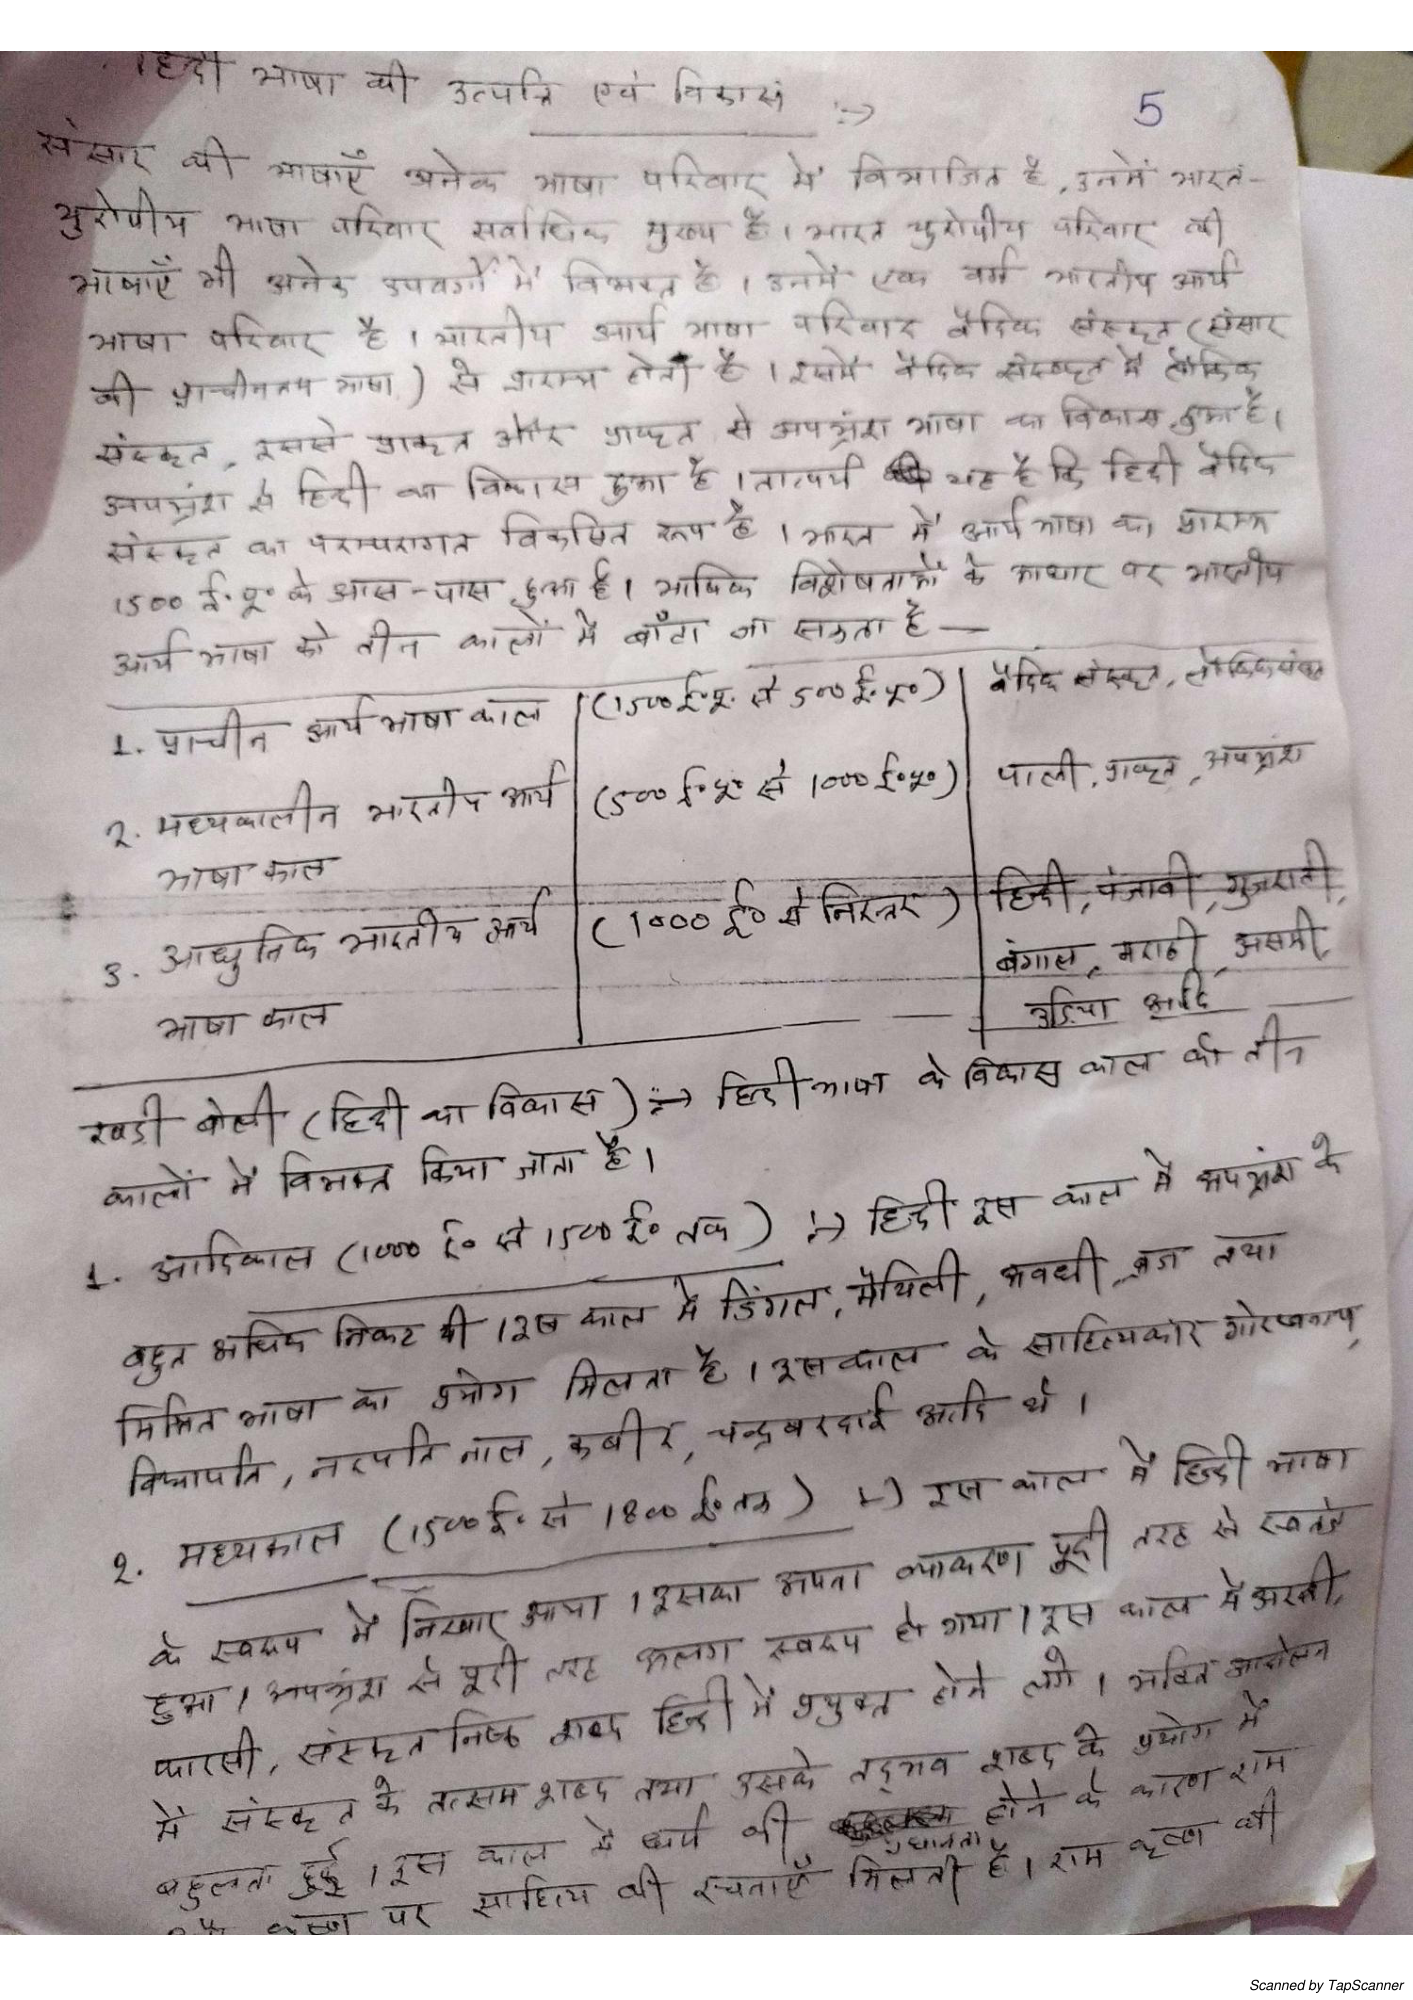 हिन्दी भाषा की उत्पत्ति एवं विकास :->
5
संसार की भाषाएँ अनेक भाषा परिवार में विभाजित है, उनमें भारत-
युरोपीय भाषा परिवार सर्वाधिक मुख्य है। भारत युरोपीय परिवार की
भाषाएँ भी अनेक उपवर्गों में विभक्त है। उनमें एक वर्ग भारतीय आर्य
भाषा परिवार है। भारतीय आर्य भाषा परिवार वैदिक संस्कृत (संसार
की प्राचीनतम भाषा) से प्रारम्भ होती है। इसमें वैदिक संस्कृत में लौकिक
संस्कृत, इससे प्राकृत और प्राकृत से अपभ्रंश भाषा का विकास हुआ है।
अपभ्रंश से हिन्दी का विकास हुआ है। तात्पर्य यह है कि हिन्दी वैदिक
संस्कृत का परम्परागत विकसित रूप है। भारत में आर्य भाषा का प्रारम्भ
1500 ई॰ पू॰ के आस-पास हुआ है। भाषिक विशेषताओं के आधार पर भारतीय
आर्य भाषा को तीन कालों में बाँटा जा सकता है —
1. प्राचीन आर्य भाषा काल (1500 ई॰पू॰ से 500 ई॰पू॰) वैदिक संस्कृत, लौकिक संस्कृत
2. मध्यकालीन भारतीय आर्य (500 ई॰पू॰ से 1000 ई॰पू॰) पाली, प्राकृत, अपभ्रंश
भाषा काल
3. आधुनिक भारतीय आर्य (1000 ई॰ से निरन्तर) हिन्दी, पंजाबी, गुजराती,
बंगाल, मराठी, असमी,
भाषा काल उड़िया आदि
खडी बोली (हिन्दी का विकास) :-> हिन्दी भाषा के विकास काल को तीन
कालों में विभक्त किया जाता है।
1. आदिकाल (1000 ई॰ से 1500 ई॰ तक) :-> हिन्दी इस काल में अपभ्रंश के
बहुत अधिक निकट थी। इस काल में डिंगल, मैथिली, अवधी, ब्रज तथा
मिश्रित भाषा का प्रयोग मिलता है। इस काल के साहित्यकार गोरखनाथ,
विद्यापति, नरपति नाल, कबीर, चन्द्रबरदाई आदि थे।
2. मध्यकाल (1500 ई॰ से 1800 ई॰ तक) :-> इस काल में हिन्दी भाषा
के स्वरूप में निखार आया। इसका अपना व्याकरण पूरी तरह से स्वतंत्र
हुआ। अपभ्रंश से पूरी तरह अलग स्वरूप हो गया। इस काल में अरबी,
फारसी, संस्कृत निष्ठ शब्द हिन्दी में प्रयुक्त होने लगे। भक्ति आन्दोलन
में संस्कृत के तत्सम शब्द तथा उसके तद्भव शब्द के प्रयोग में
बहुलता हुई। इस काल में धर्म की प्रधानता होने के कारण राम
कृष्ण पर साहित्य की रचनाएँ मिलती है। राम कृष्ण की
Scanned by TapScanner